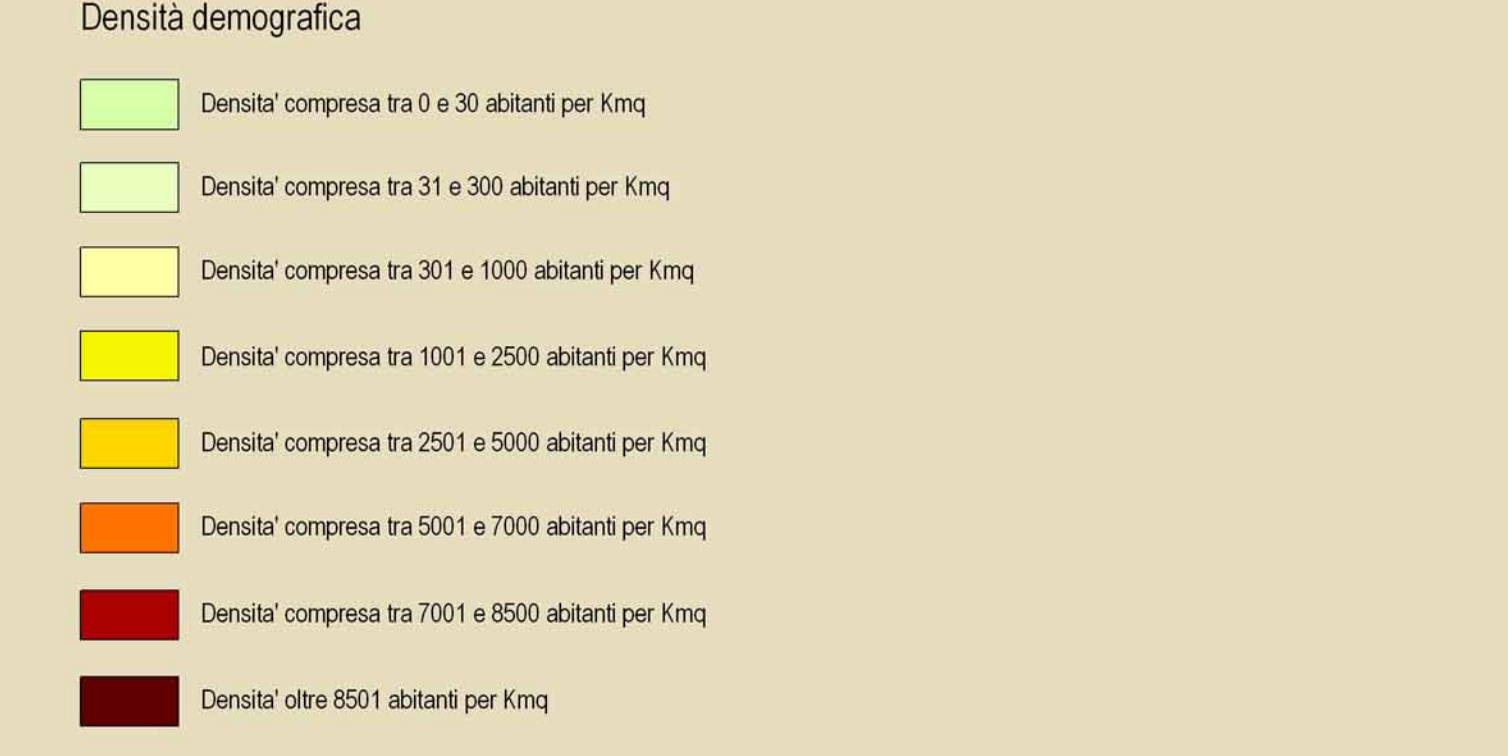 Densità demografica
Densita' compresa tra 0 e 30 abitanti per Kmq
Densita' compresa tra 31 e 300 abitanti per Kmq
Densita' compresa tra 301 e 1000 abitanti per Kmq
Densita' compresa tra 1001 e 2500 abitanti per Kmq
Densita' compresa tra 2501 e 5000 abitanti per Kmq
Densita' compresa tra 5001 e 7000 abitanti per Kmq
Densita' compresa tra 7001 e 8500 abitanti per Kmq
Densita' oltre 8501 abitanti per Kmq